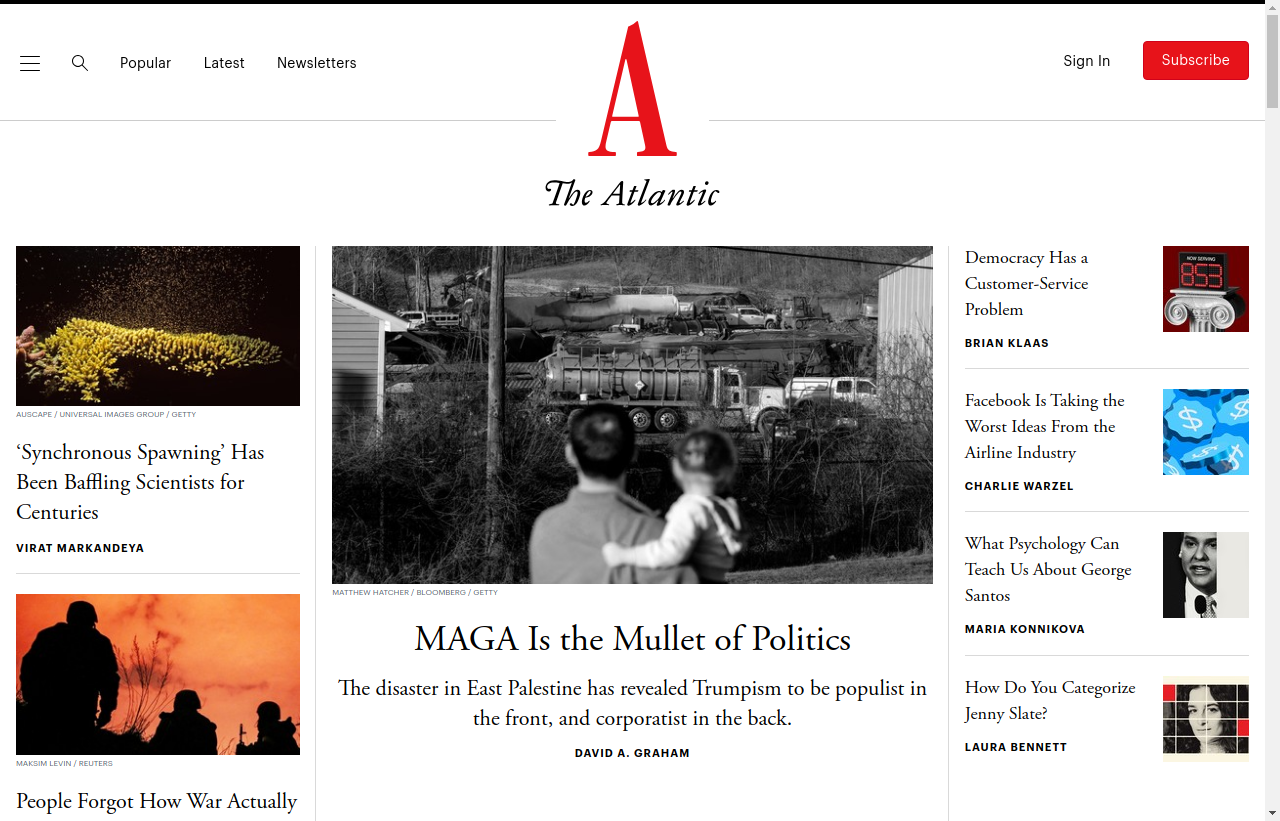 Popular
Latest
Newsletters
A
Sign In
Subscribe
The Atlantic
AUSCAPE / UNIVERSAL IMAGES GROUP / GETTY
‘Synchronous Spawning’ Has
Been Baffling Scientists for
Centuries
VIRAT MARKANDEYA
MAKSIM LEVIN / REUTERS
People Forgot How War Actually
MATTHEW HATCHER / BLOOMBERG / GETTY
MAGA Is the Mullet of Politics
The disaster in East Palestine has revealed Trumpism to be populist in
the front, and corporatist in the back.
DAVID A. GRAHAM
Democracy Has a
Customer-Service
Problem
BRIAN KLAAS
NOW SERVING
853
Facebook Is Taking the
Worst Ideas From the
Airline Industry
CHARLIE WARZEL
What Psychology Can
Teach Us About George
Santos
MARIA KONNIKOVA
How Do You Categorize
Jenny Slate?
LAURA BENNETT